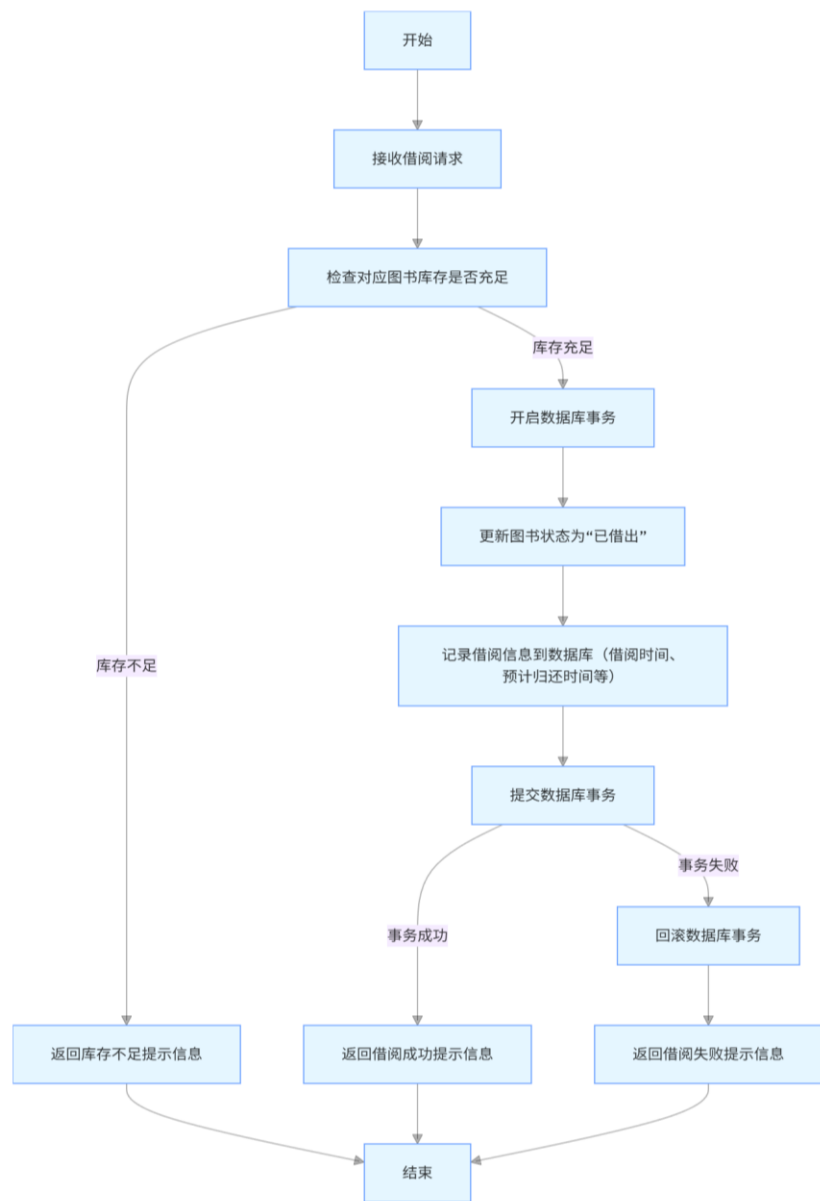 开始
接收借阅请求
检查对应图书库存是否充足
库存充足
开启数据库事务
更新图书状态为“已借出”
记录借阅信息到数据库（借阅时间、
预计归还时间等）
库存不足
提交数据库事务
事务失败
事务成功
回滚数据库事务
返回库存不足提示信息
返回借阅成功提示信息
返回借阅失败提示信息
结束